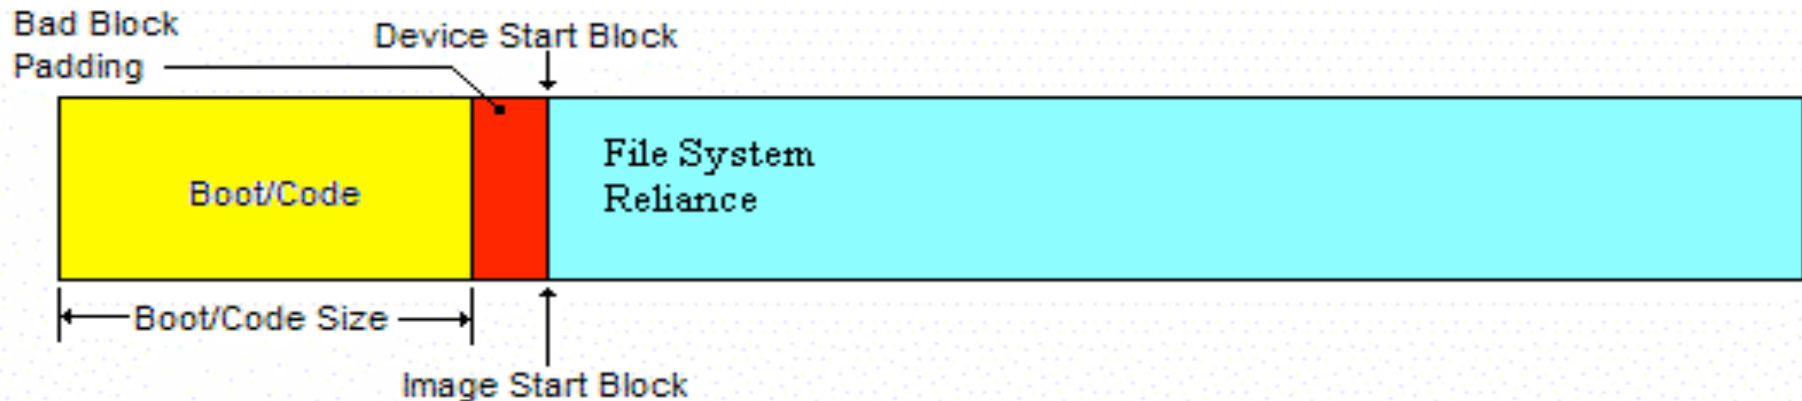 Bad Block
Padding
Device Start Block
File System
Reliance
Boot/Code
Boot/Code Size
Image Start Block